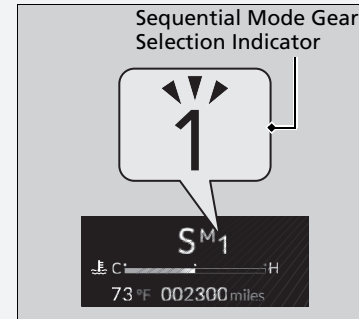 Sequential Mode Gear
Selection Indicator
1
SM1
C H
73 °F 002300 miles